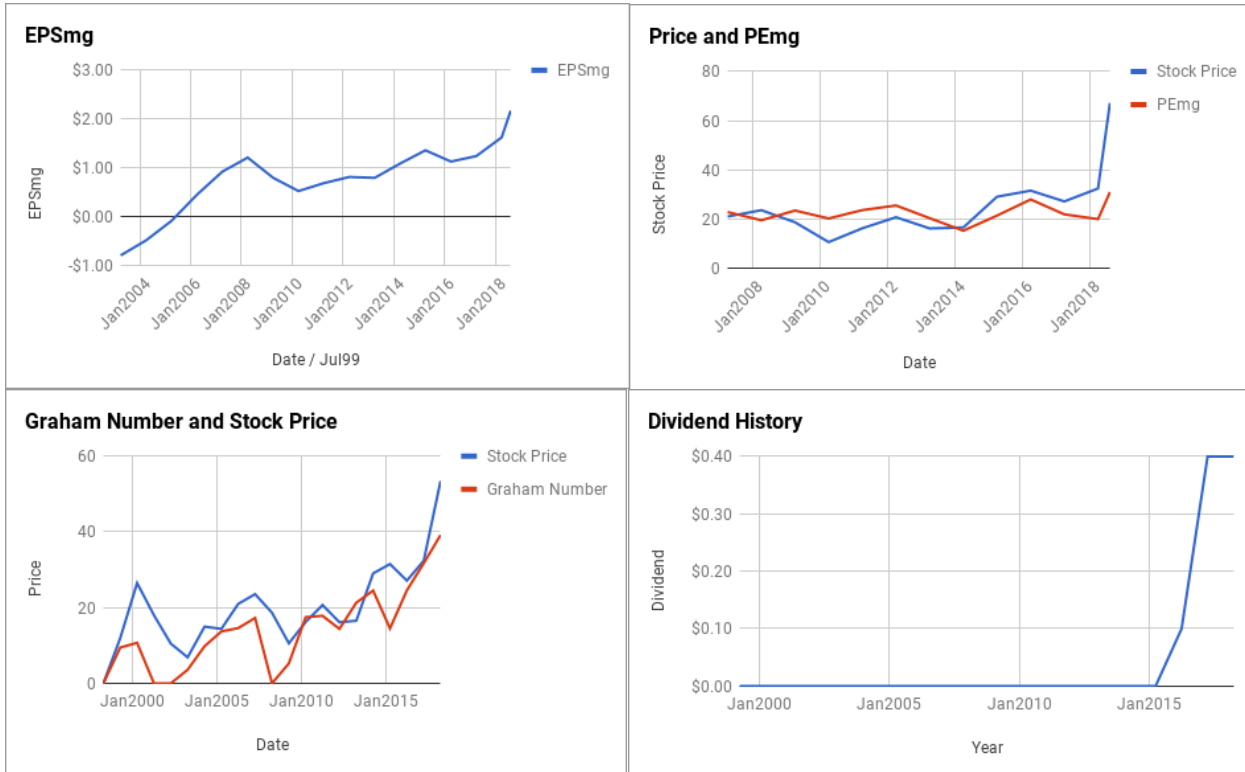 EPSmg
$3.00
$2.00
$1.00
$0.00
-$1.00
EPSmg
EPSmg
Jan2004
Jan2006
Jan2008
Jan2010
Jan2012
Jan2014
Jan2016
Jan2018
Date / Jul99
Price and PEmg
80
60
40
20
0
Stock Price
Stock Price
PEmg
Jan2008
Jan2010
Jan2012
Jan2014
Jan2016
Jan2018
Date
Graham Number and Stock Price
60
40
20
0
Price
Stock Price
Graham Number
Jan2000
Jan2005
Jan2010
Jan2015
Date
Dividend History
$0.40
$0.30
$0.20
$0.10
$0.00
Dividend
Jan2000
Jan2005
Jan2010
Jan2015
Year